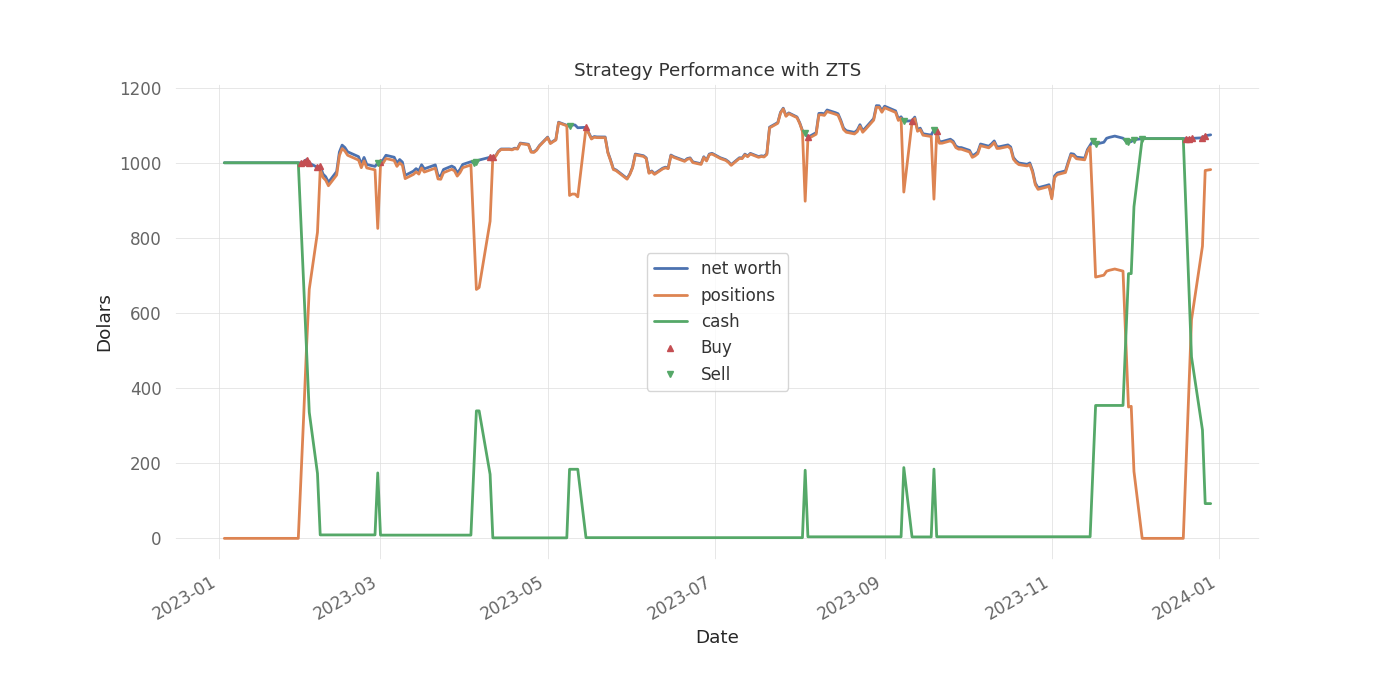 Strategy Performance with ZTS
1200
1000
800
600
400
200
0
Dolars
net worth
positions
cash
Buy
Sell
2023-01
2023-03
2023-05
2023-07
2023-09
2023-11
2024-01
Date